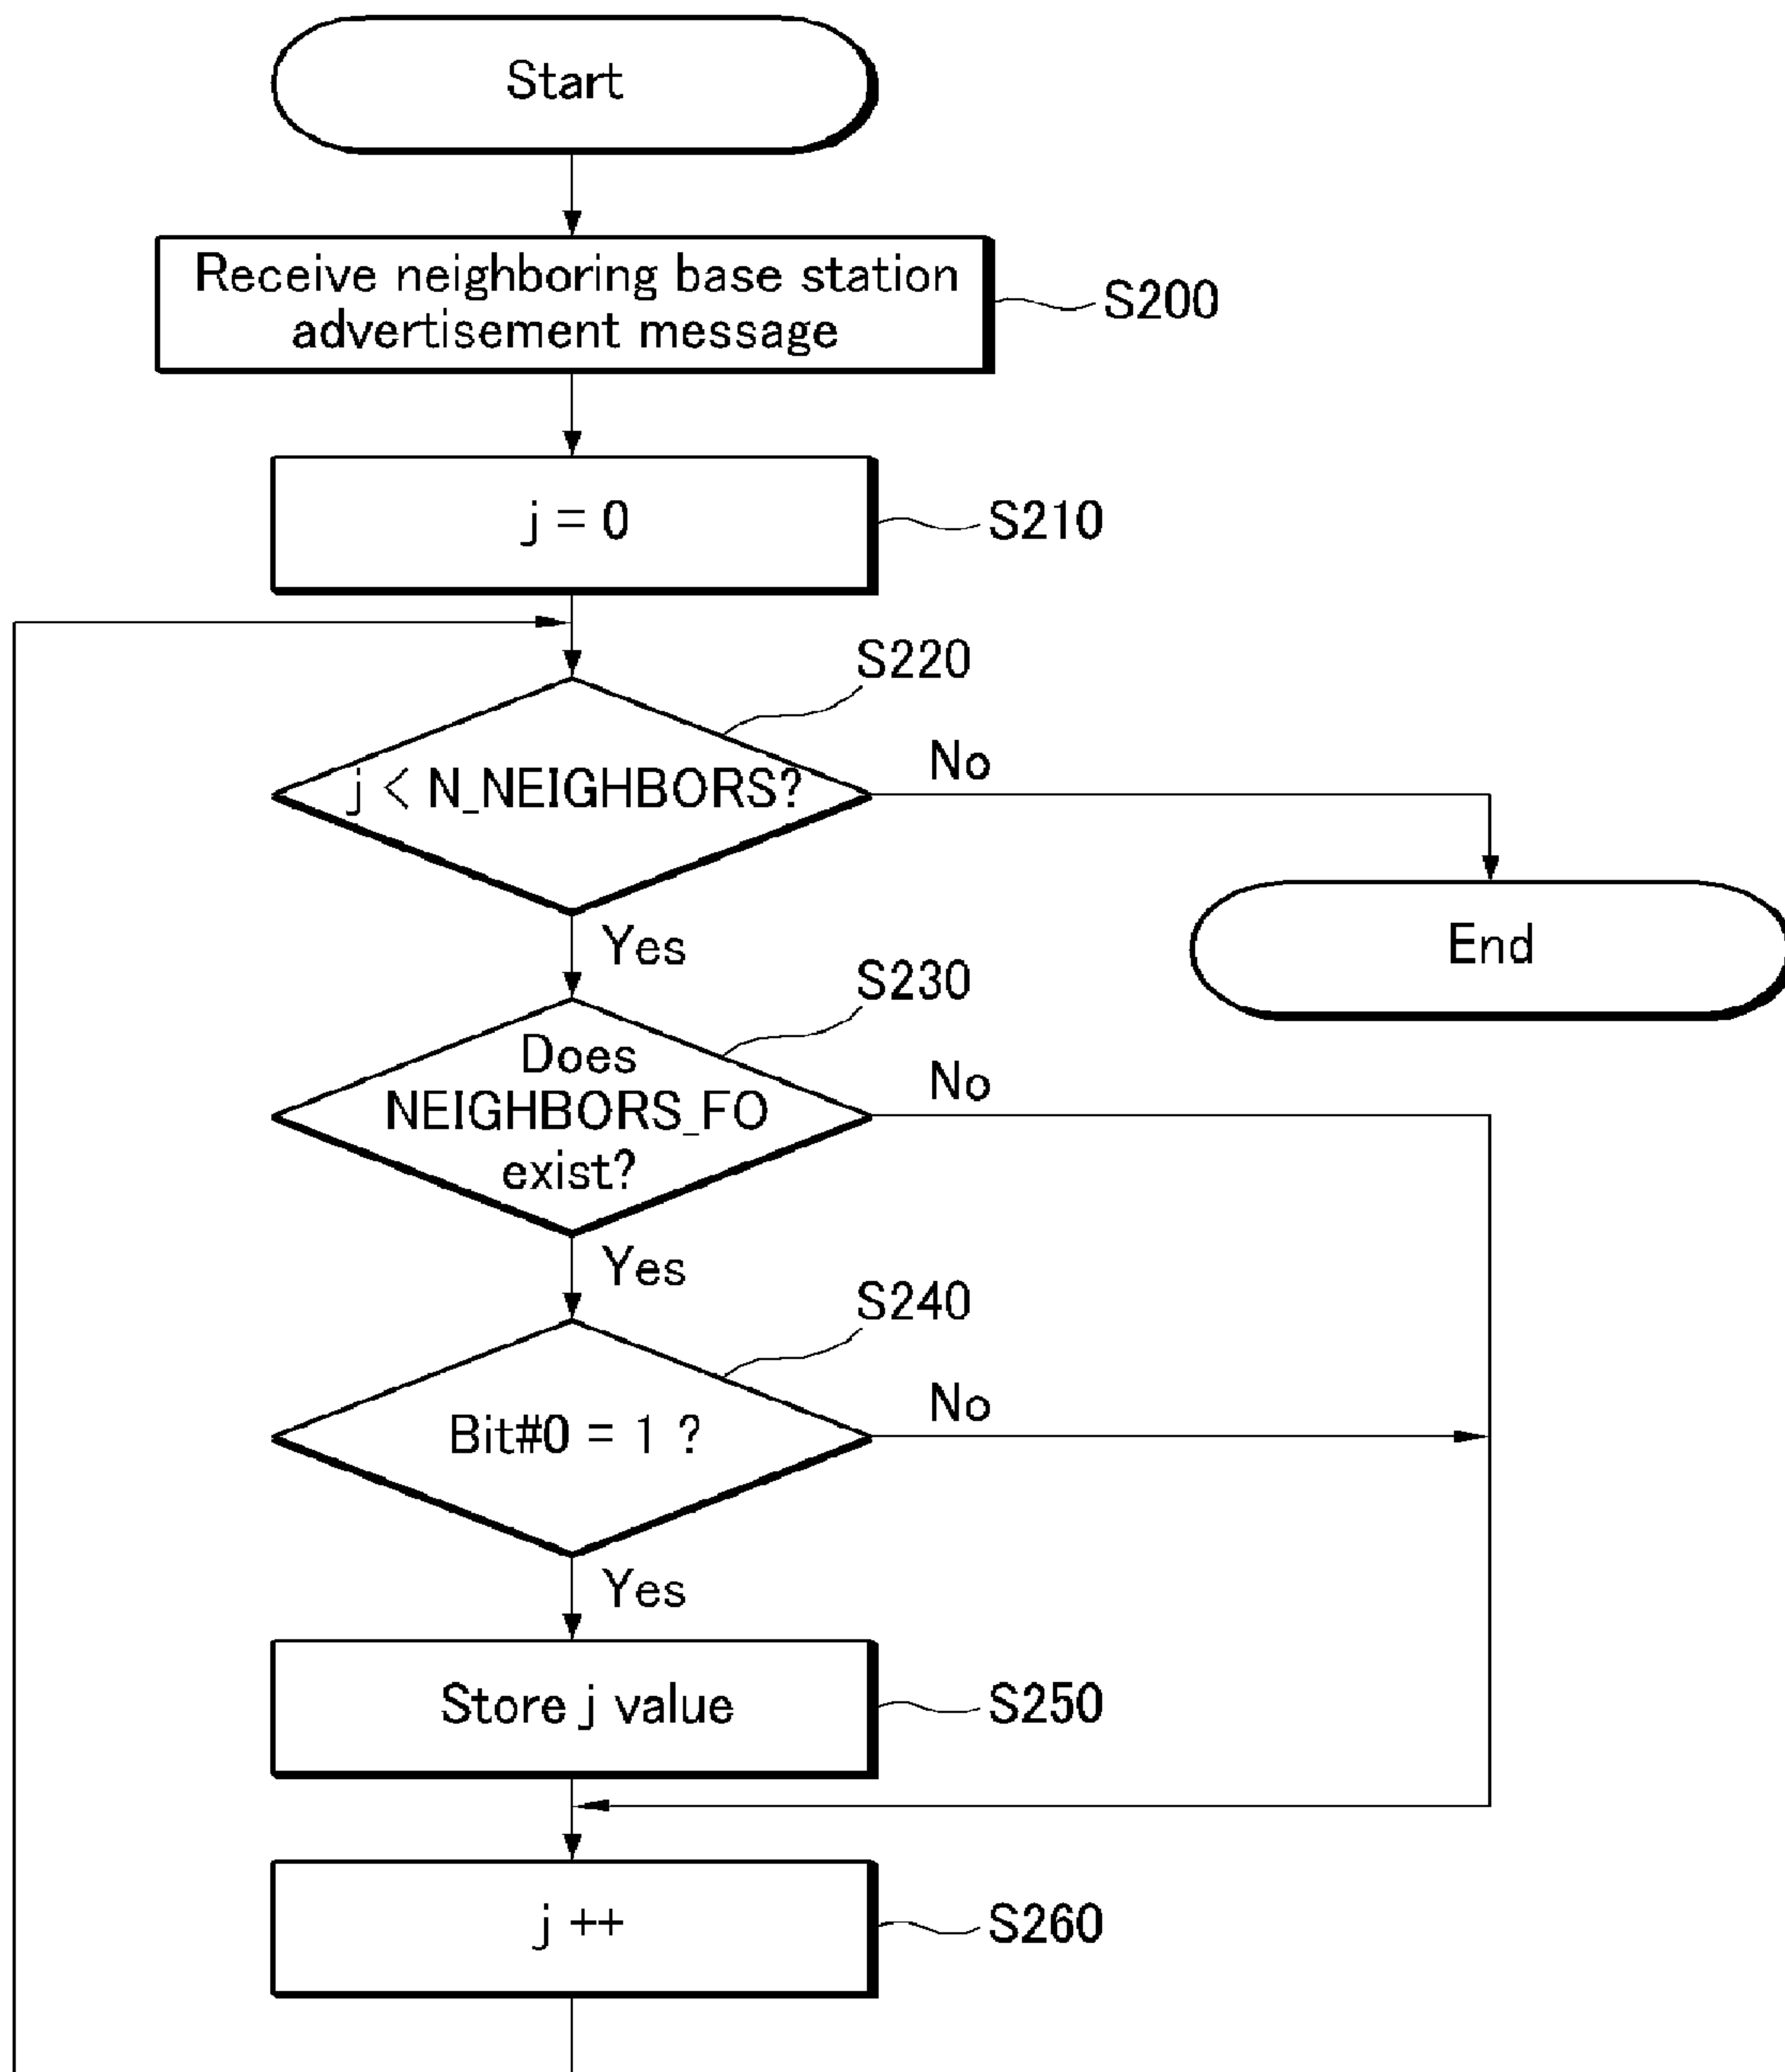 Start
Receive neighboring base station
advertisement message
S200
j = 0
S210
S220
j < N_NEIGHBORS?
No
Yes
End
S230
Does
NEIGHBORS_FO
exist?
No
Yes
S240
Bit#0 = 1 ?
No
Yes
Store j value
S250
j ++
S260